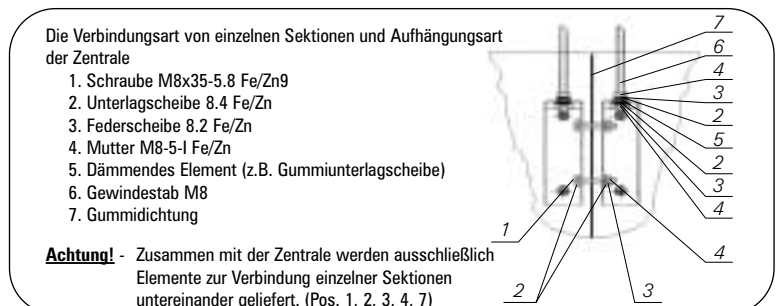 Die Verbindungsart von einzelnen Sektionen und Aufhängungsart
der Zentrale
1. Schraube M8x35-5.8 Fe/Zn9
2. Unterlagscheibe 8.4 Fe/Zn
3. Federscheibe 8.2 Fe/Zn
4. Mutter M8-5-I Fe/Zn
5. Dämmendes Element (z.B. Gummiunterlagscheibe)
6. Gewindestab M8
7. Gummidichtung
Achtung! - Zusammen mit der Zentrale werden ausschließlich
Elemente zur Verbindung einzelner Sektionen
untereinander geliefert. (Pos. 1, 2, 3, 4, 7)
7
6
4
3
2
5
2
3
4
1
4
2
3